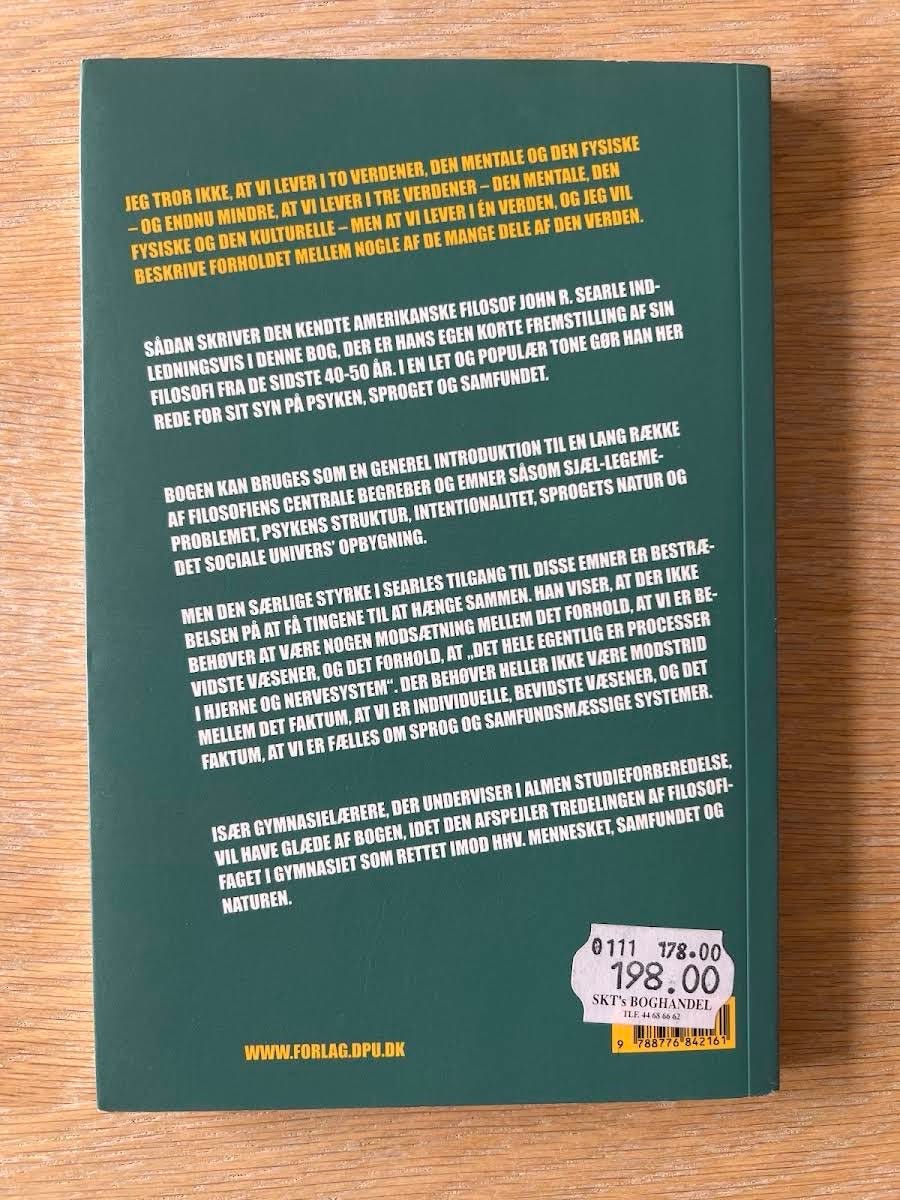 JEG TROR IKKE, AT VI LEVER I TO VERDENER, DEN MENTALE OG DEN FYSISKE
– OG ENDNU MINDRE, AT VI LEVER I TRE VERDENER – DEN MENTALE, DEN
FYSISKE OG DEN KULTURELLE – MEN AT VI LEVER I ÉN VERDEN, OG JEG VIL
BESKRIVE FORHOLDET MELLEM NOGLE AF DE MANGE DELE AF DEN VERDEN.
SÅDAN SKRIVER DEN KENDTE AMERIKANSKE FILOSOF JOHN R. SEARLE IND-
LEDNINGSVIS I DENNE BOG, DER ER HANS EGEN KORTE FREMSTILLING AF SIN
FILOSOFI FRA DE SIDSTE 40-50 ÅR. I EN LET OG POPULÆR TONE GØR HAN HER
REDE FOR SIT SYN PÅ PSYKEN, SPROGET OG SAMFUNDET.
BOGEN KAN BRUGES SOM EN GENEREL INTRODUKTION TIL EN LANG RÆKKE
AF FILOSOFIENS CENTRALE BEGREBER OG EMNER SÅSOM SJÆL-LEGEME-
PROBLEMET, PSYKENS STRUKTUR, INTENTIONALITET, SPROGETS NATUR OG
DET SOCIALE UNIVERS' OPBYGNING.
MEN DEN SÆRLIGE STYRKE I SEARLES TILGANG TIL DISSE EMNER ER BESTRÆ-
BELSEN PÅ AT FÅ TINGENE TIL AT HÆNGE SAMMEN. HAN VISER, AT DER IKKE
BEHØVER AT VÆRE NOGEN MODSÆTNING MELLEM DET FORHOLD, AT VI ER BE-
VIDSTE VÆSENER, OG DET FORHOLD, AT „DET HELE EGENTLIG ER PROCESSER
I HJERNE OG NERVESYSTEM“. DER BEHØVER HELLER IKKE VÆRE MODSTRID
MELLEM DET FAKTUM, AT VI ER INDIVIDUELLE, BEVIDSTE VÆSENER, OG DET
FAKTUM, AT VI ER FÆLLES OM SPROG OG SAMFUNDSMÆSSIGE SYSTEMER.
ISÆR GYMNASIELÆRERE, DER UNDERVISER I ALMEN STUDIEFORBEREDELSE,
VIL HAVE GLÆDE AF BOGEN, IDET DEN AFSPEJLER TREDELINGEN AF FILOSOFI-
FAGET I GYMNASIET SOM RETTET IMOD HHV. MENNESKET, SAMFUNDET OG
NATUREN.
0111 178.00
198.00
SKT's BOGHANDEL
TLF. 44 68 66 62
9 788776 842161
WWW.FORLAG.DPU.DK